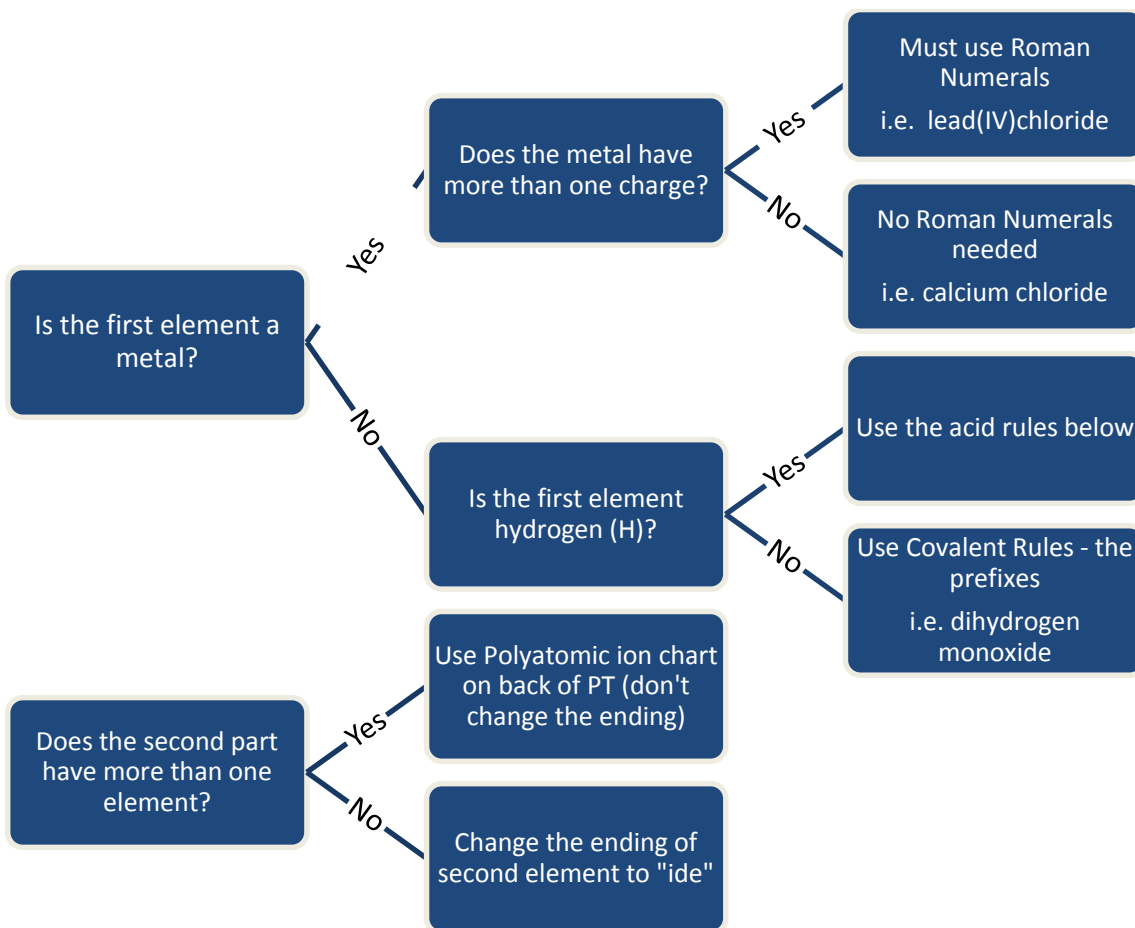 Is the first element a
metal?
Yes
Does the metal have
more than one charge?
Yes
Must use Roman
Numerals
i.e. lead(IV)chloride
No
No Roman Numerals
needed
i.e. calcium chloride
No
Is the first element
hydrogen (H)?
Yes
Use the acid rules below
No
Use Covalent Rules - the
prefixes
i.e. dihydrogen
monoxide
Does the second part
have more than one
element?
Yes
Use Polyatomic ion chart
on back of PT (don't
change the ending)
No
Change the ending of
second element to "ide"